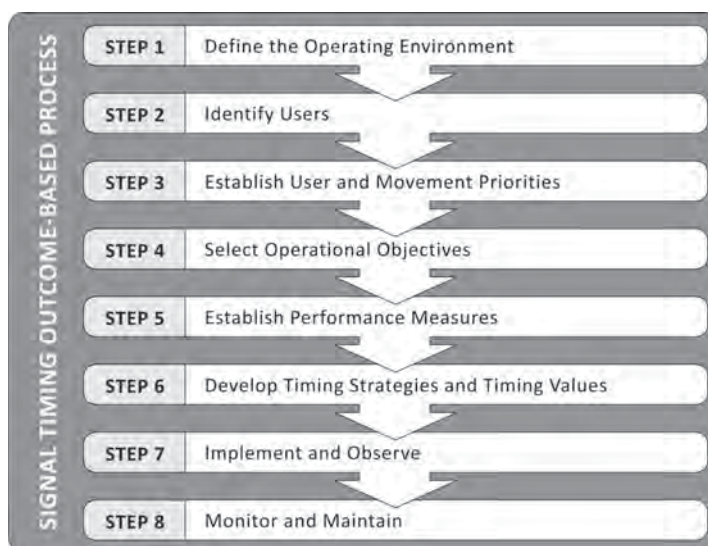 SIGNAL TIMING OUTCOME-BASED PROCESS
STEP 1 Define the Operating Environment
STEP 2 Identify Users
STEP 3 Establish User and Movement Priorities
STEP 4 Select Operational Objectives
STEP 5 Establish Performance Measures
STEP 6 Develop Timing Strategies and Timing Values
STEP 7 Implement and Observe
STEP 8 Monitor and Maintain